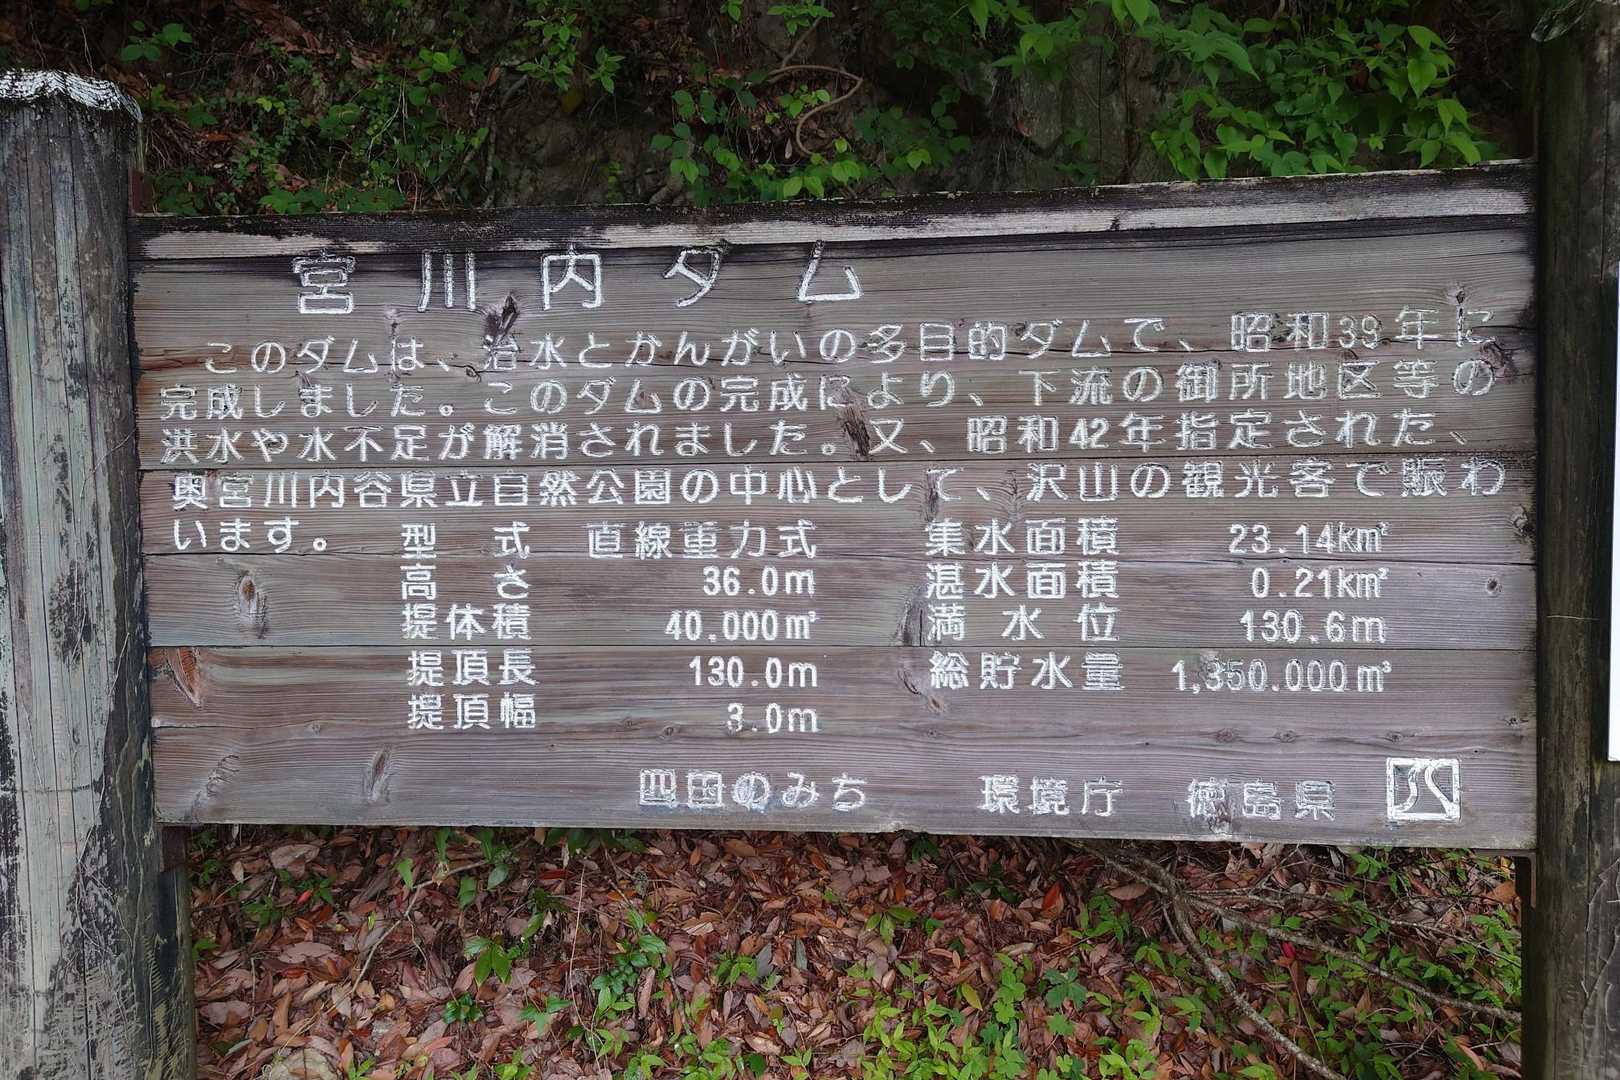 宮川内ダム
このダムは、治水とかんがいの多目的ダムで、昭和39年に
完成しました。このダムの完成により、下流の御所地区等の
洪水や水不足が解消されました。又、昭和42年指定された、
奥宮川内谷県立自然公園の中心として、沢山の観光客で賑わ
います。
型式 直線重力式 集水面積 23.14km²
高さ 36.0m 湛水面積 0.21km²
提体積 40,000m³ 満水位 130.6m
提頂長 130.0m 総貯水量 1,350.000m³
提頂幅 3.0m
四国のみち 環境庁 徳島県